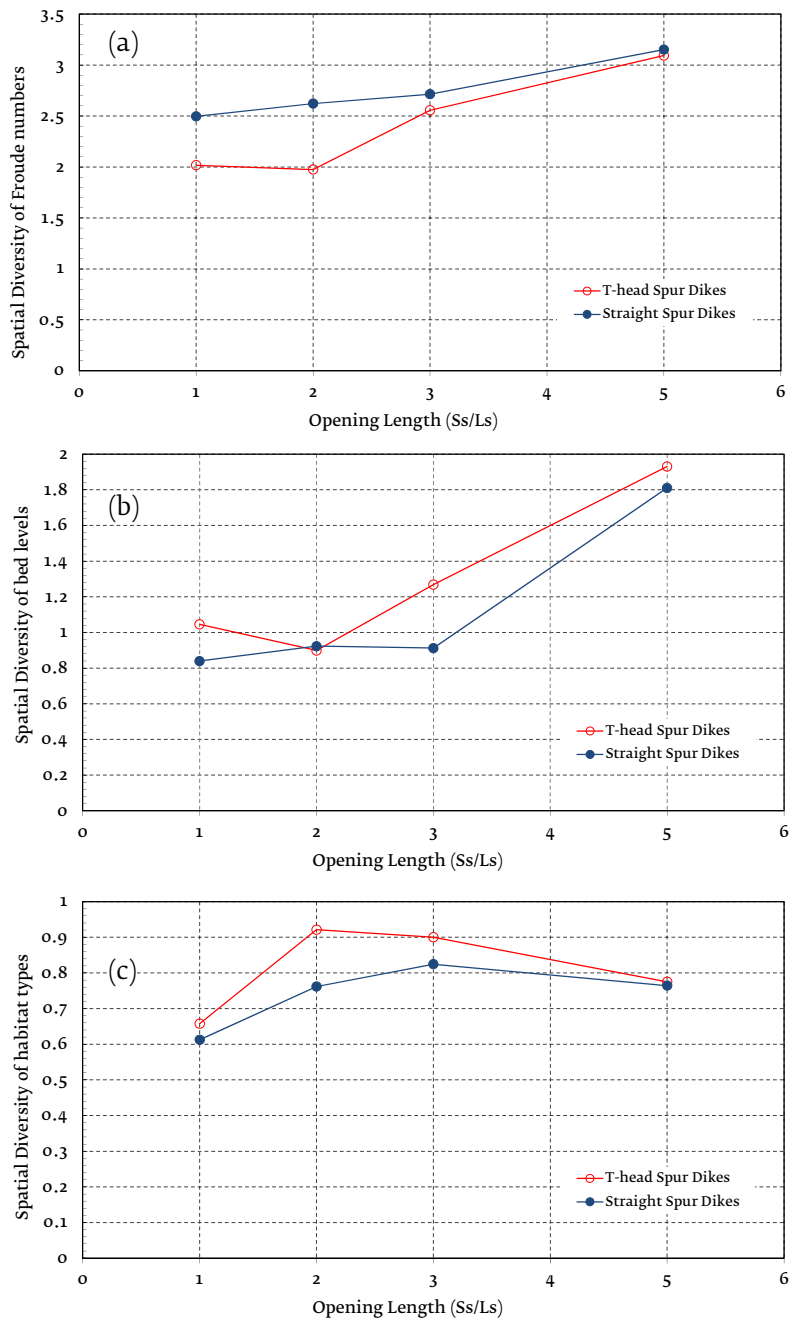 (a)
Spatial Diversity of Froude numbers
3.5
3
2.5
2
1.5
1
0.5
0
0 1 2 3 4 5 6
T-head Spur Dikes
Straight Spur Dikes
Opening Length (Ss/Ls)
(b)
Spatial Diversity of bed levels
2
1.8
1.6
1.4
1.2
1
0.8
0.6
0.4
0.2
0
0 1 2 3 4 5 6
T-head Spur Dikes
Straight Spur Dikes
Opening Length (Ss/Ls)
(c)
Spatial Diversity of habitat types
1
0.9
0.8
0.7
0.6
0.5
0.4
0.3
0.2
0.1
0
0 1 2 3 4 5 6
T-head Spur Dikes
Straight Spur Dikes
Opening Length (Ss/Ls)